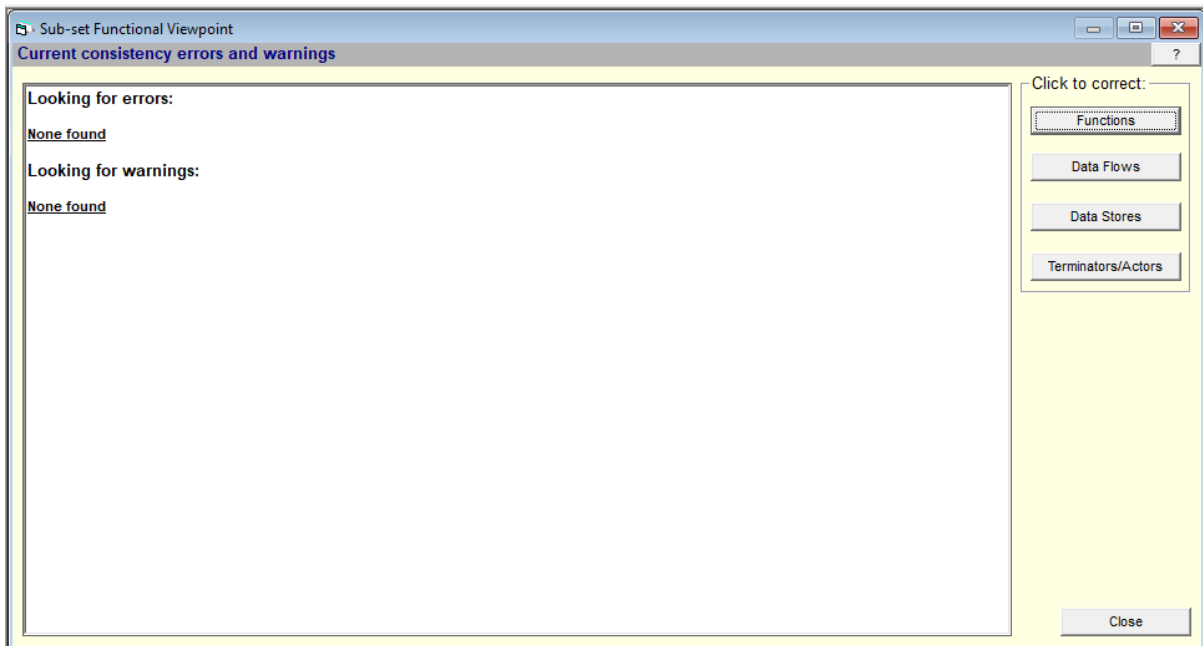 Sub-set Functional Viewpoint
Current consistency errors and warnings
?
Looking for errors:
None found
Looking for warnings:
None found
Click to correct:
Functions
Data Flows
Data Stores
Terminators/Actors
Close